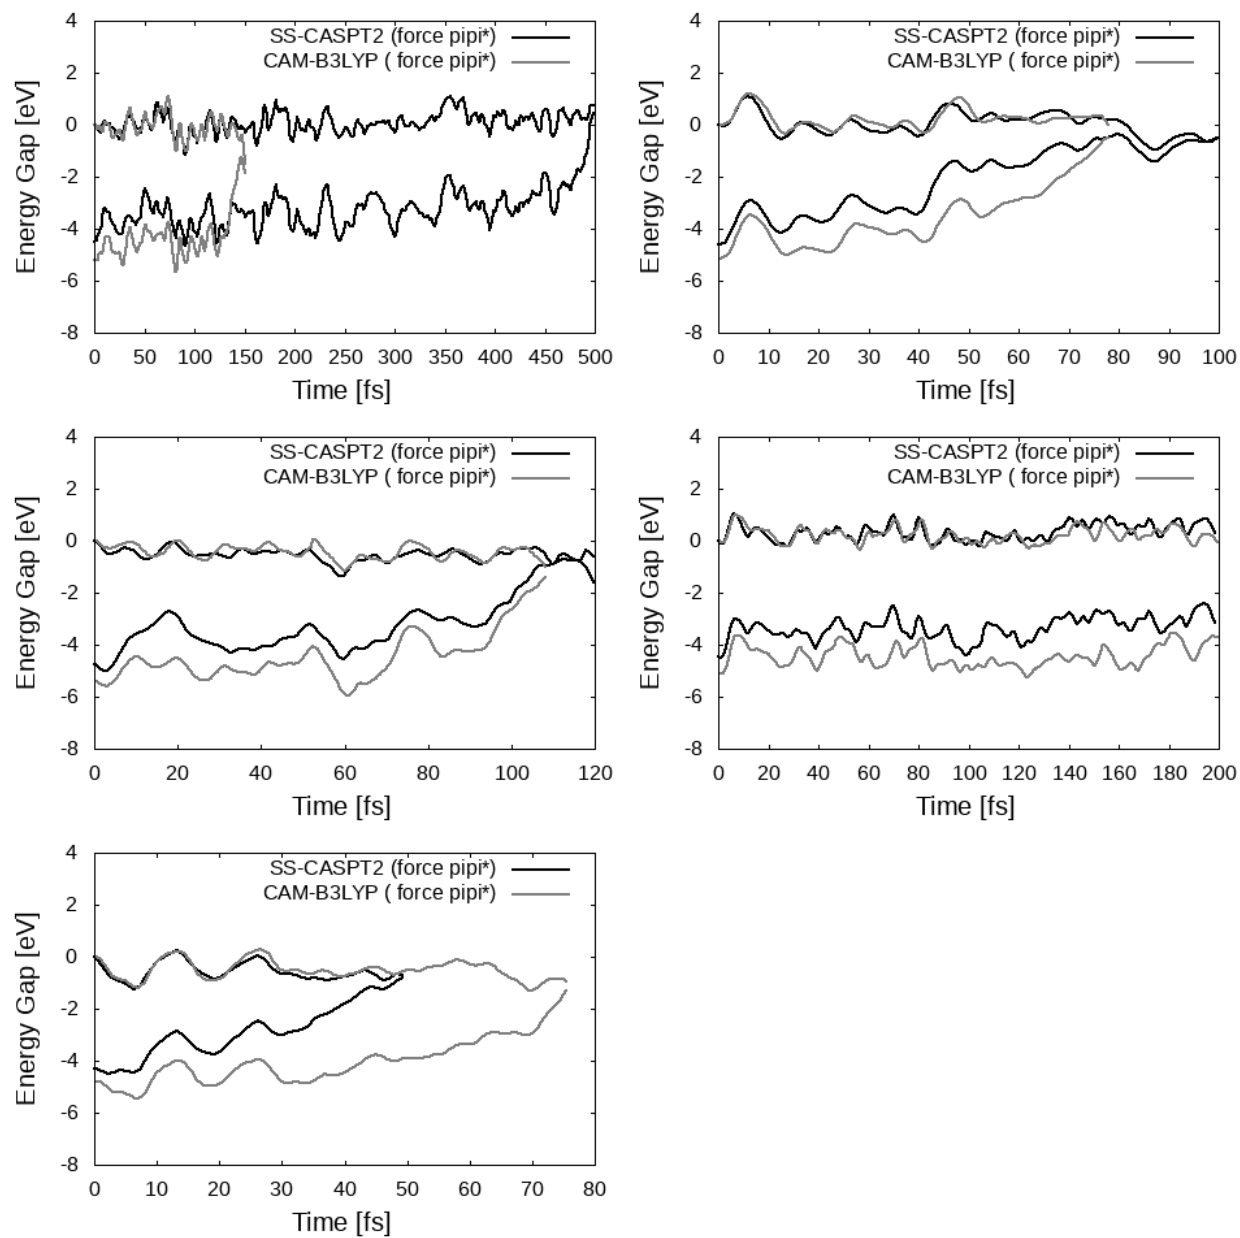 4
2
0
-2
-4
-6
-8
Energy Gap [eV]
SS-CASPT2 (force pipi*)
CAM-B3LYP ( force pipi*)
0 50 100 150 200 250 300 350 400 450 500
Time [fs]
4
2
0
-2
-4
-6
-8
Energy Gap [eV]
SS-CASPT2 (force pipi*)
CAM-B3LYP ( force pipi*)
0 10 20 30 40 50 60 70 80 90 100
Time [fs]
4
2
0
-2
-4
-6
-8
Energy Gap [eV]
SS-CASPT2 (force pipi*)
CAM-B3LYP ( force pipi*)
0 20 40 60 80 100 120
Time [fs]
4
2
0
-2
-4
-6
-8
Energy Gap [eV]
SS-CASPT2 (force pipi*)
CAM-B3LYP ( force pipi*)
0 20 40 60 80 100 120 140 160 180 200
Time [fs]
4
2
0
-2
-4
-6
-8
Energy Gap [eV]
SS-CASPT2 (force pipi*)
CAM-B3LYP ( force pipi*)
0 10 20 30 40 50 60 70 80
Time [fs]